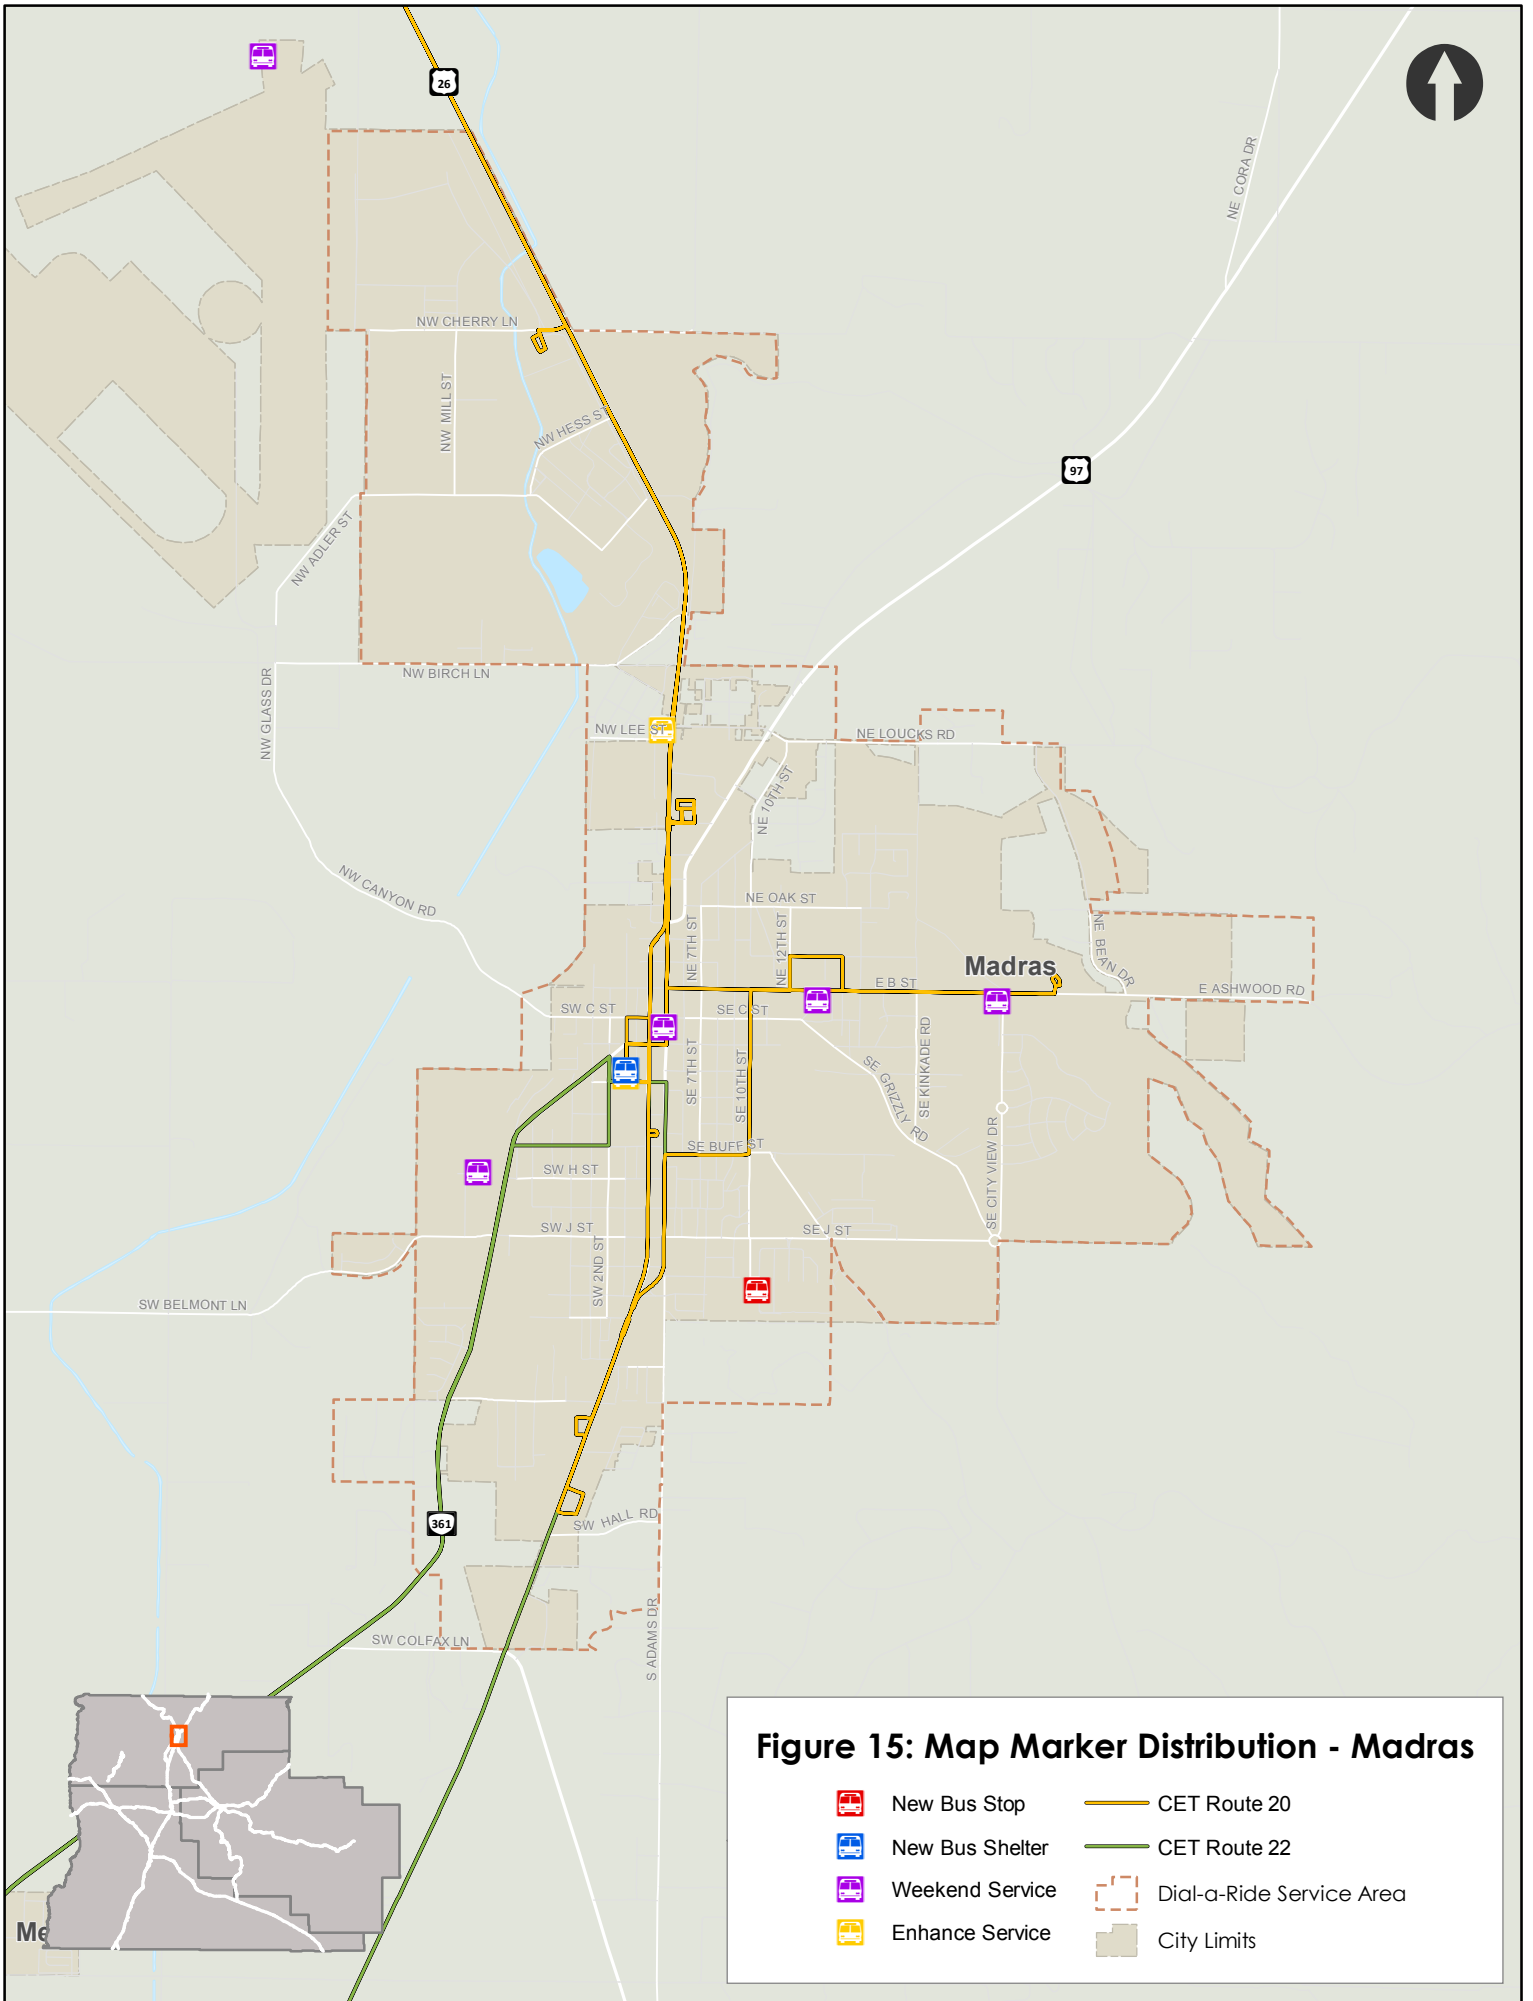 26
NE CORA DR
NW CHERRY LN
NW MILL ST
NW HESS ST
97
NW ADLER ST
NW BIRCH LN
NW GLASS DR
NW LEE ST
NE LOUCKS RD
NE 10TH ST
NW CANYON RD
NE OAK ST
NE 7TH ST
NE 12TH ST
NE BEAN DR
Madras
E B ST
E ASHWOOD RD
SW C ST
SE C ST
SE 7TH ST
SE 10TH ST
SE GRIZZLY RD
SE KINKADE RD
SE BUFF ST
SW H ST
SE CITY VIEW DR
SW J ST
SE J ST
SW 2ND ST
SW BELMONT LN
361
SW HALL RD
S ADAMS DR
SW COLFAX LN
Me
Figure 15: Map Marker Distribution - Madras
New Bus Stop
CET Route 20
New Bus Shelter
CET Route 22
Weekend Service
Dial-a-Ride Service Area
Enhance Service
City Limits